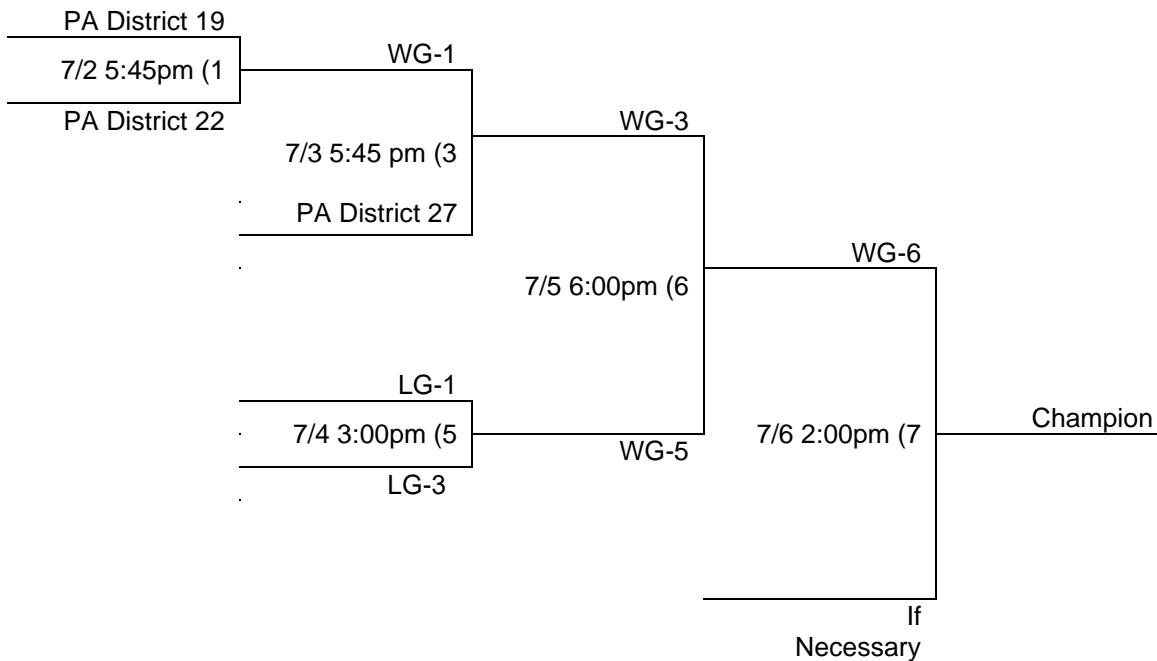 PA District 19
7/2 5:45pm (1
WG-1
PA District 22
WG-3
7/3 5:45 pm (3
PA District 27
WG-6
7/5 6:00pm (6
LG-1
7/4 3:00pm (5
WG-5
7/6 2:00pm (7
Champion
LG-3
If
Necessary